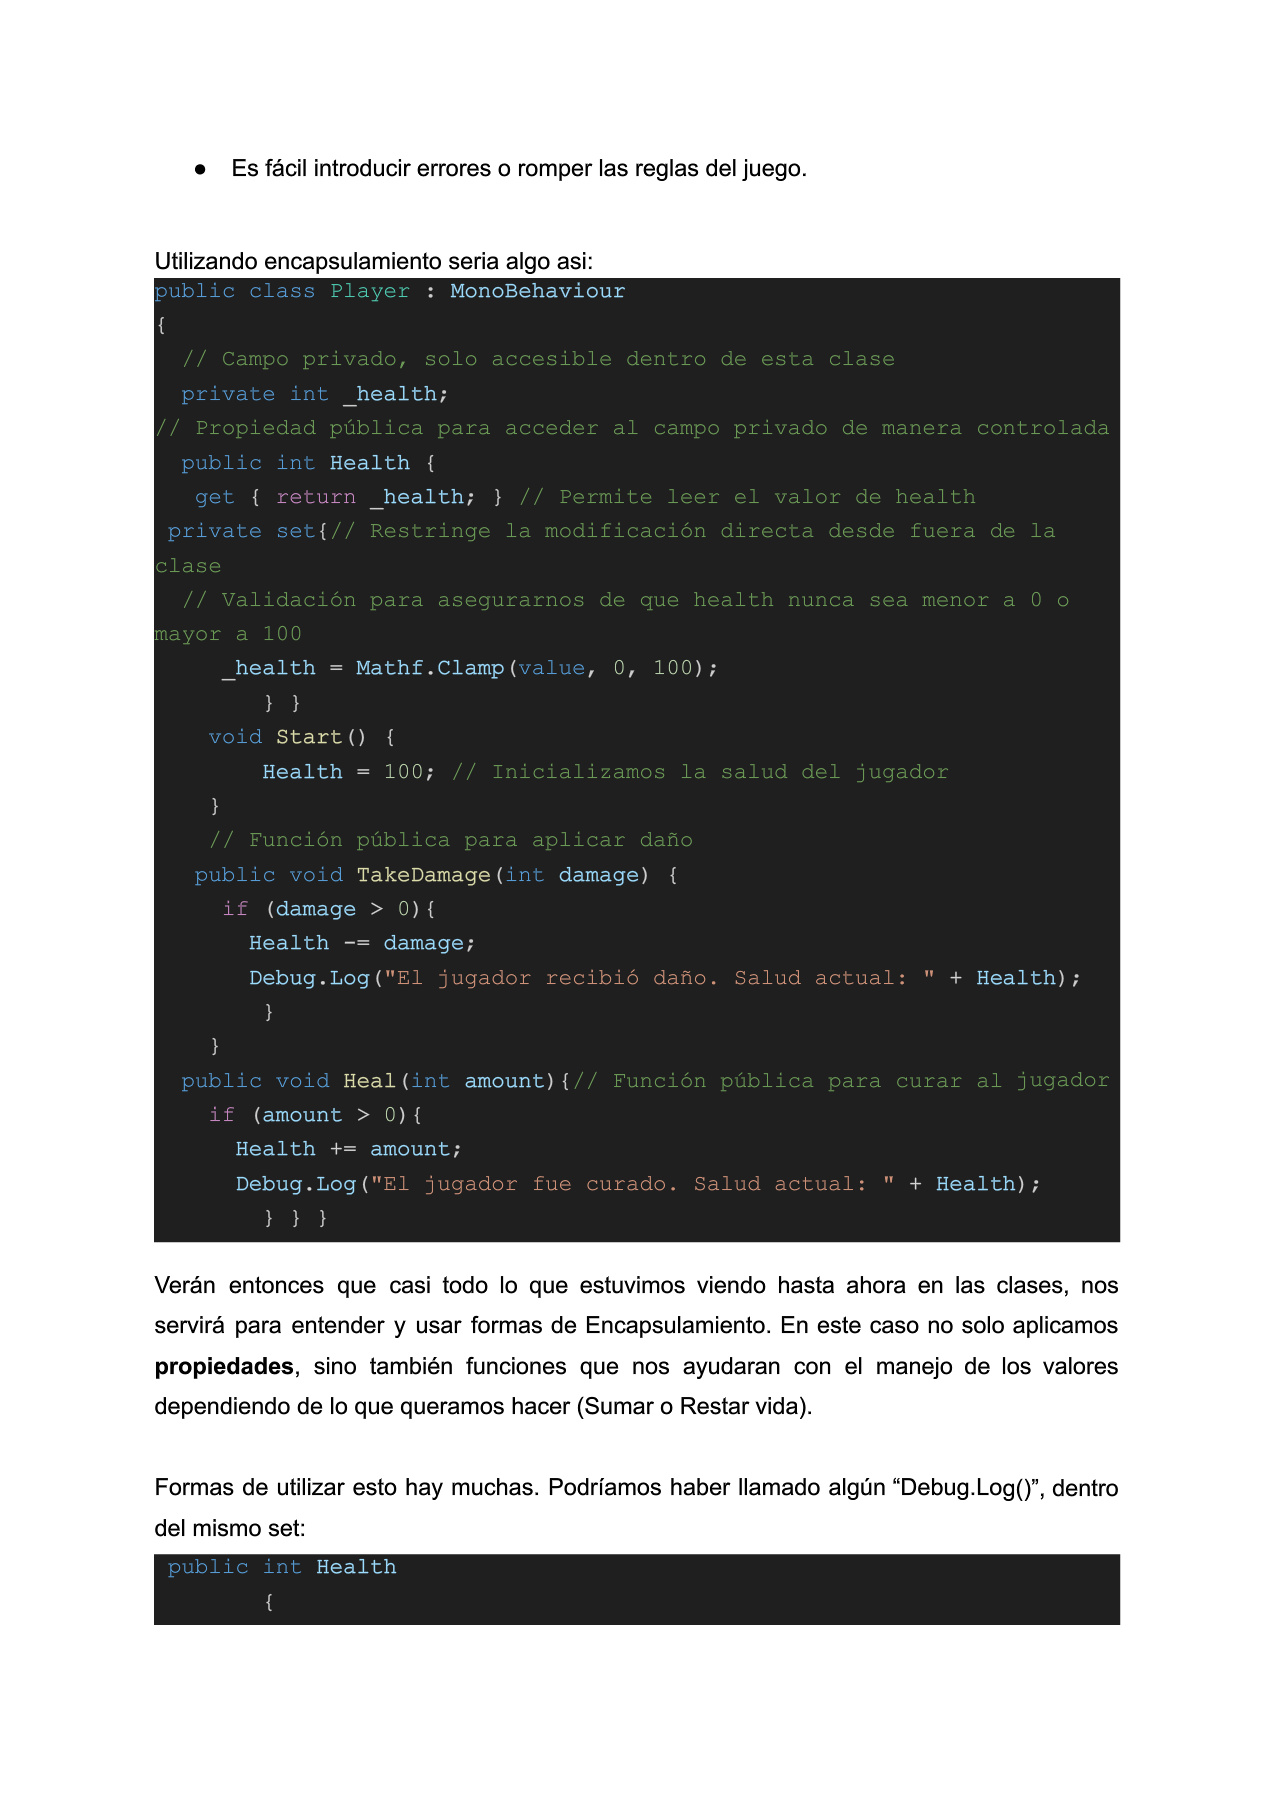 ● Es fácil introducir errores o romper las reglas del juego.
Utilizando encapsulamiento seria algo asi:
public class Player : MonoBehaviour
{
// Campo privado, solo accesible dentro de esta clase
private int _health;
// Propiedad pública para acceder al campo privado de manera controlada
public int Health {
get { return _health; } // Permite leer el valor de health
private set{// Restringe la modificación directa desde fuera de la
clase
// Validación para asegurarnos de que health nunca sea menor a 0 o
mayor a 100
_health = Mathf.Clamp(value, 0, 100);
} }
void Start() {
Health = 100; // Inicializamos la salud del jugador
}
// Función pública para aplicar daño
public void TakeDamage(int damage) {
if (damage > 0){
Health -= damage;
Debug.Log("El jugador recibió daño. Salud actual: " + Health);
}
}
public void Heal(int amount){// Función pública para curar al jugador
if (amount > 0){
Health += amount;
Debug.Log("El jugador fue curado. Salud actual: " + Health);
} } }
Verán entonces que casi todo lo que estuvimos viendo hasta ahora en las clases, nos
servirá para entender y usar formas de Encapsulamiento. En este caso no solo aplicamos
propiedades, sino también funciones que nos ayudaran con el manejo de los valores
dependiendo de lo que queramos hacer (Sumar o Restar vida).
Formas de utilizar esto hay muchas. Podríamos haber llamado algún “Debug.Log()”, dentro
del mismo set:
public int Health
{